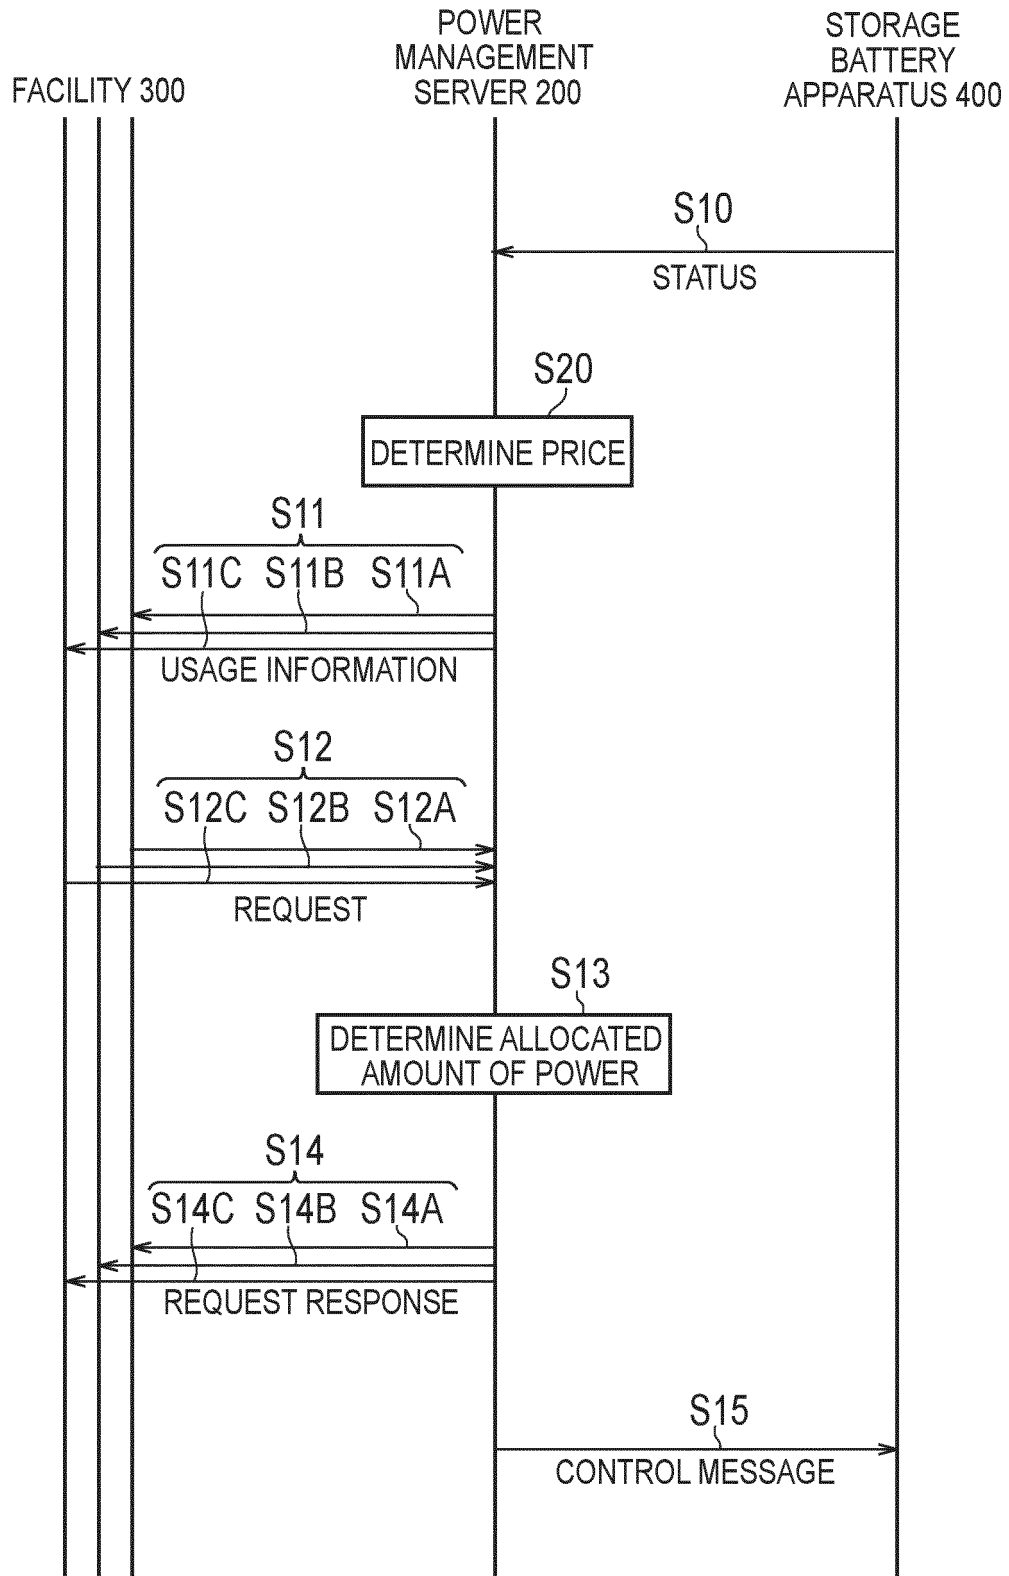 POWER
MANAGEMENT
SERVER 200
STORAGE
BATTERY
APPARATUS 400
FACILITY 300
S10
STATUS
S20
DETERMINE PRICE
S11
S11C S11B S11A
USAGE INFORMATION
S12
S12C S12B S12A
REQUEST
S13
DETERMINE ALLOCATED
AMOUNT OF POWER
S14
S14C S14B S14A
REQUEST RESPONSE
S15
CONTROL MESSAGE